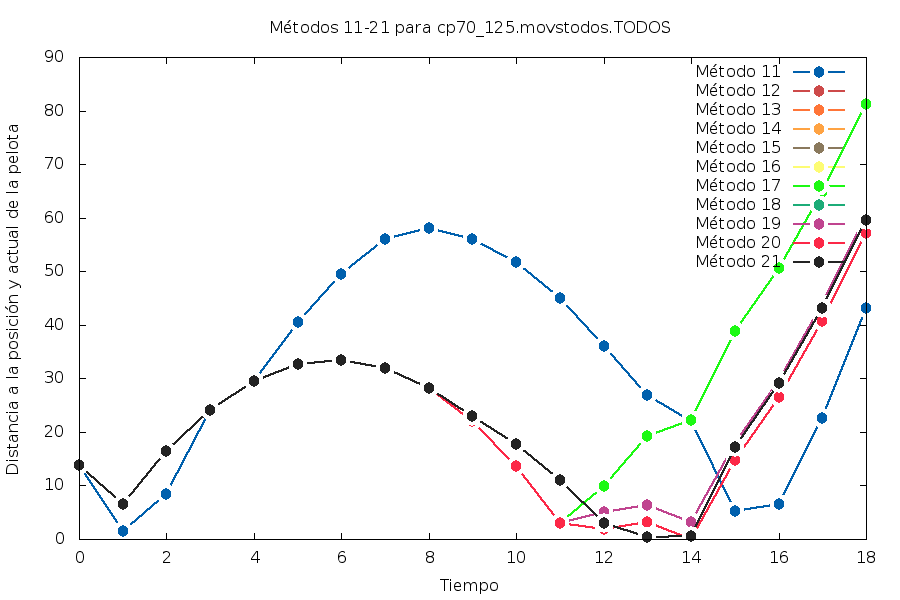 Métodos 11-21 para cp70_125.movstodos.TODOS
Distancia a la posición y actual de la pelota
90
80
70
60
50
40
30
20
10
0
Método 11
Método 12
Método 13
Método 14
Método 15
Método 16
Método 17
Método 18
Método 19
Método 20
Método 21
0 2 4 6 8 10 12 14 16 18
Tiempo